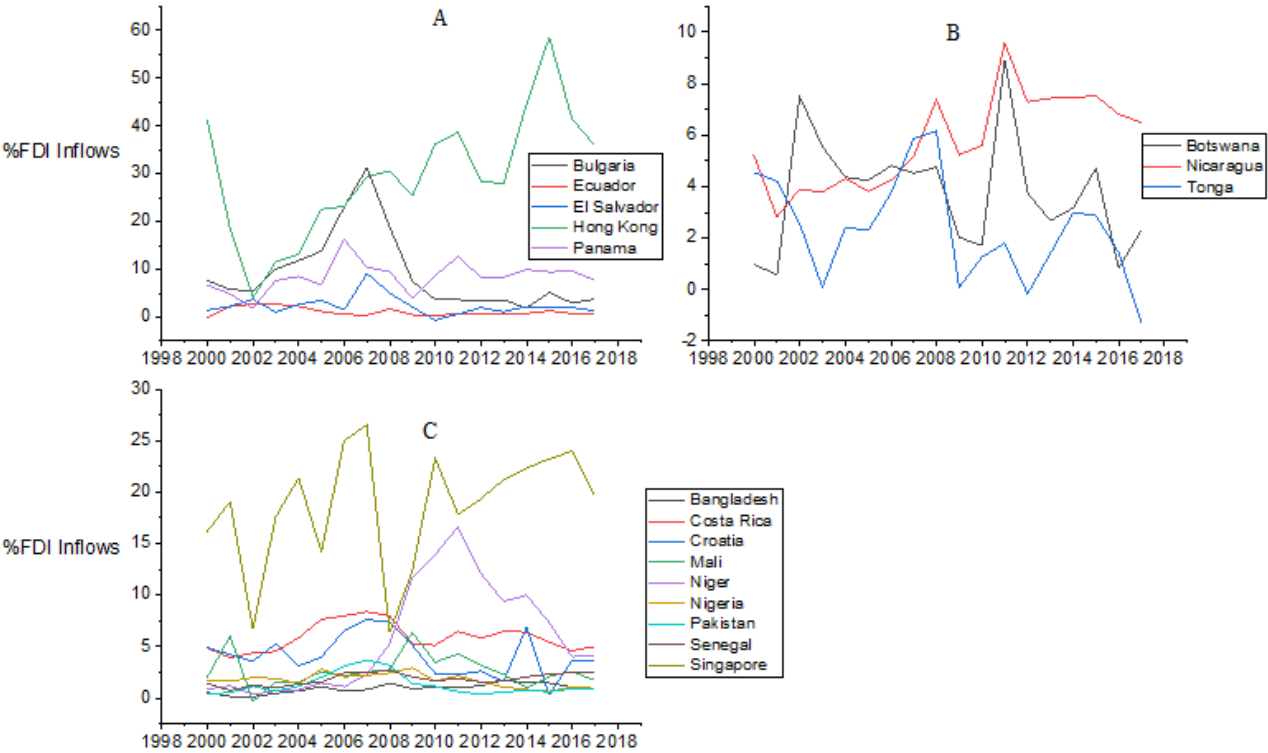 A
60
50
40
30
20
10
0
%FDI Inflows
Bulgaria
Ecuador
El Salvador
Hong Kong
Panama
1998 2000 2002 2004 2006 2008 2010 2012 2014 2016 2018
B
10
8
6
4
2
0
-2
Botswana
Nicaragua
Tonga
1998 2000 2002 2004 2006 2008 2010 2012 2014 2016 2018
C
30
25
20
15
10
5
0
%FDI Inflows
Bangladesh
Costa Rica
Croatia
Mali
Niger
Nigeria
Pakistan
Senegal
Singapore
1998 2000 2002 2004 2006 2008 2010 2012 2014 2016 2018